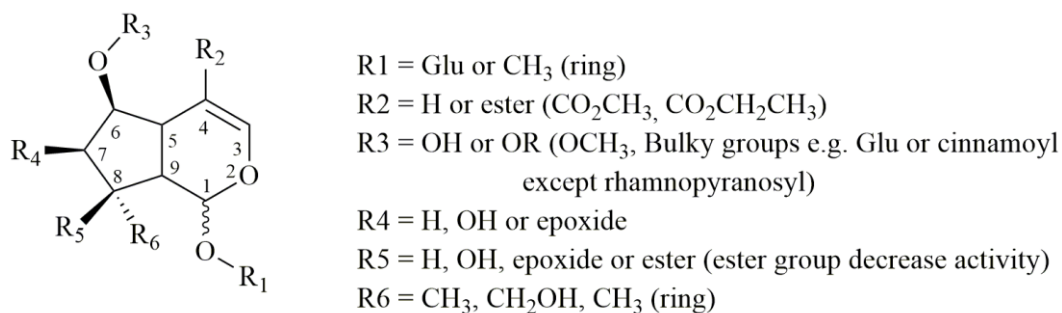 R3
O
R2
6
5
4
R4
7
3
8
9
1
2
O
R5
R6
O
R1
R1 = Glu or CH3 (ring)
R2 = H or ester (CO2CH3, CO2CH2CH3)
R3 = OH or OR (OCH3, Bulky groups e.g. Glu or cinnamoyl
except rhamnopyranosyl)
R4 = H, OH or epoxide
R5 = H, OH, epoxide or ester (ester group decrease activity)
R6 = CH3, CH2OH, CH3 (ring)